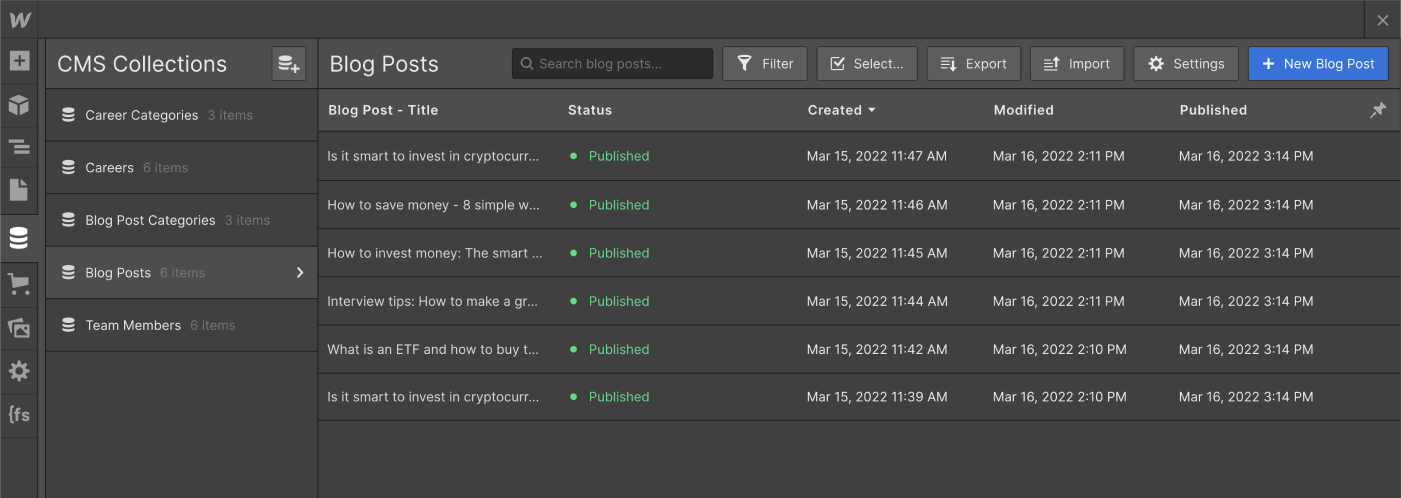 W
CMS Collections
Blog Posts
Search blog posts...
Filter
Select...
Export
Import
Settings
New Blog Post
Career Categories 3 items
Careers 6 items
Blog Post Categories 3 items
Blog Posts 6 items
Team Members 6 items
{fs
Blog Post - Title Status Created Modified Published
Is it smart to invest in cryptocurr... Published Mar 15, 2022 11:47 AM Mar 16, 2022 2:11 PM Mar 16, 2022 3:14 PM
How to save money - 8 simple w... Published Mar 15, 2022 11:46 AM Mar 16, 2022 2:11 PM Mar 16, 2022 3:14 PM
How to invest money: The smart ... Published Mar 15, 2022 11:45 AM Mar 16, 2022 2:11 PM Mar 16, 2022 3:14 PM
Interview tips: How to make a gr... Published Mar 15, 2022 11:44 AM Mar 16, 2022 2:11 PM Mar 16, 2022 3:14 PM
What is an ETF and how to buy t... Published Mar 15, 2022 11:42 AM Mar 16, 2022 2:10 PM Mar 16, 2022 3:14 PM
Is it smart to invest in cryptocurr... Published Mar 15, 2022 11:39 AM Mar 16, 2022 2:10 PM Mar 16, 2022 3:14 PM